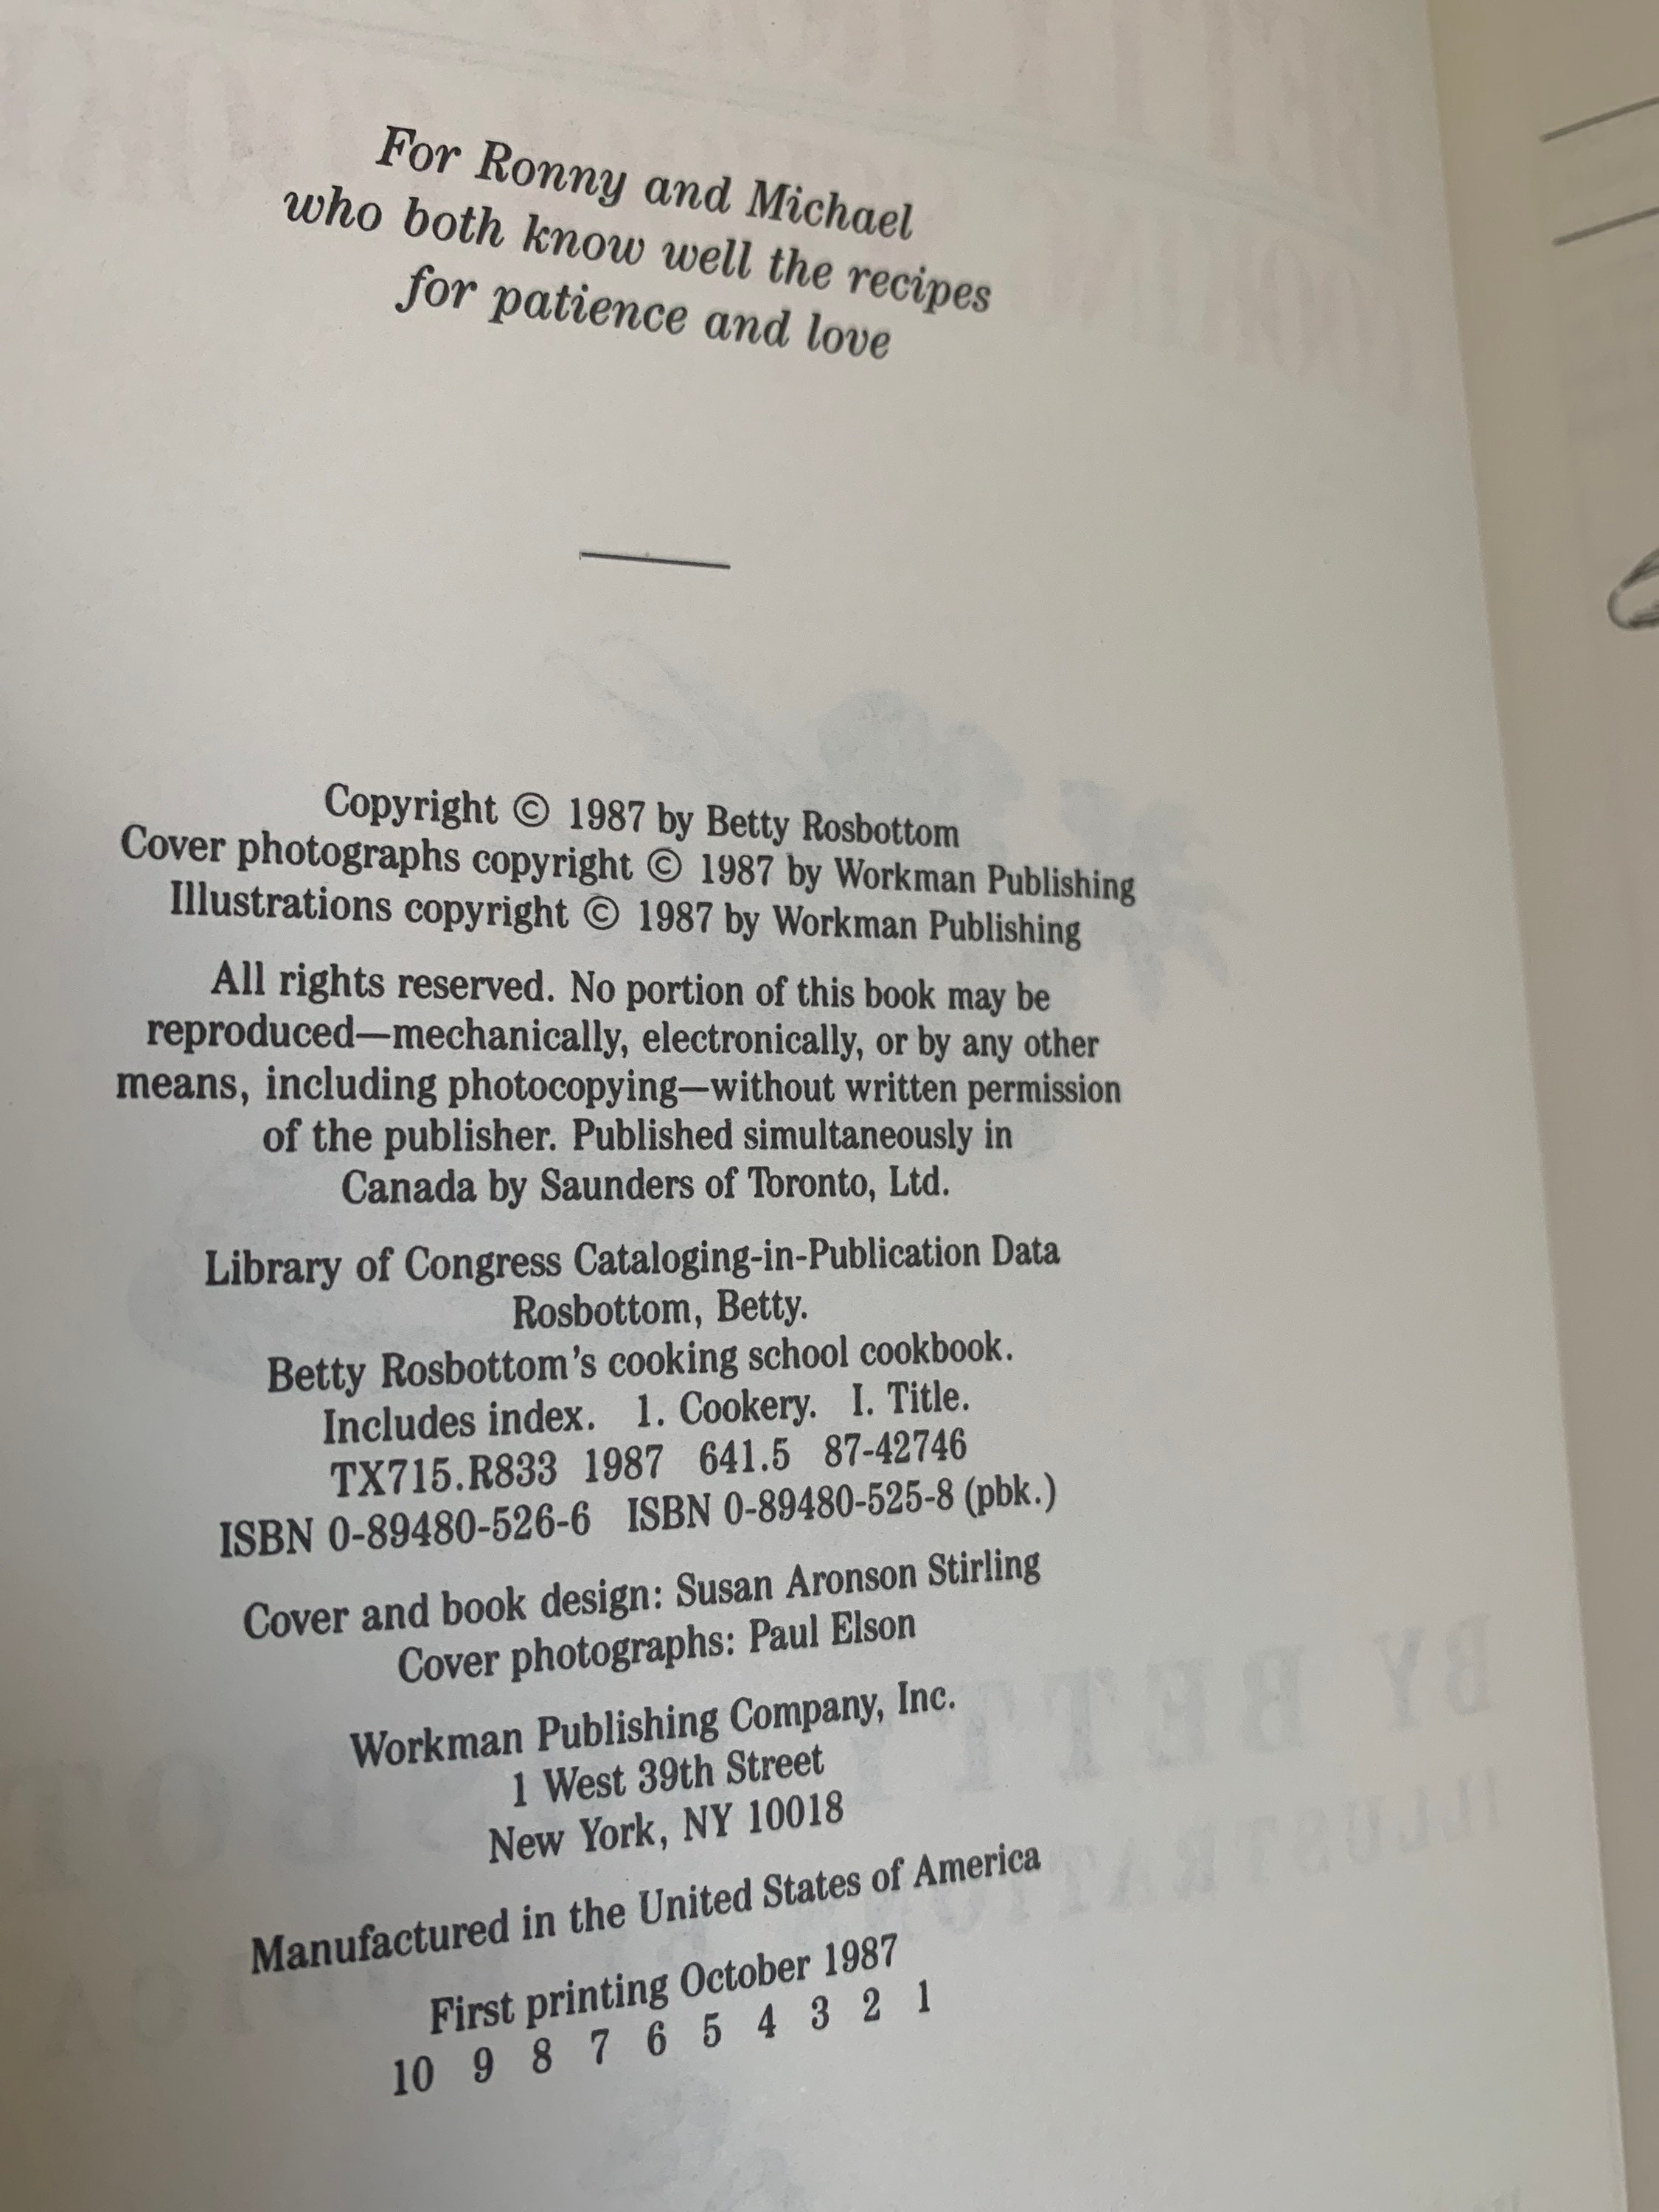 For Ronny and Michael
who both know well the recipes
for patience and love
Copyright © 1987 by Betty Rosbottom
Cover photographs copyright © 1987 by Workman Publishing
Illustrations copyright © 1987 by Workman Publishing
All rights reserved. No portion of this book may be
reproduced—mechanically, electronically, or by any other
means, including photocopying—without written permission
of the publisher. Published simultaneously in
Canada by Saunders of Toronto, Ltd.
Library of Congress Cataloging-in-Publication Data
Rosbottom, Betty.
Betty Rosbottom's cooking school cookbook.
Includes index. 1. Cookery. I. Title.
TX715.R833 1987 641.5 87-42746
ISBN 0-89480-526-6 ISBN 0-89480-525-8 (pbk.)
Cover and book design: Susan Aronson Stirling
Cover photographs: Paul Elson
Workman Publishing Company, Inc.
1 West 39th Street
New York, NY 10018
Manufactured in the United States of America
First printing October 1987
10 9 8 7 6 5 4 3 2 1